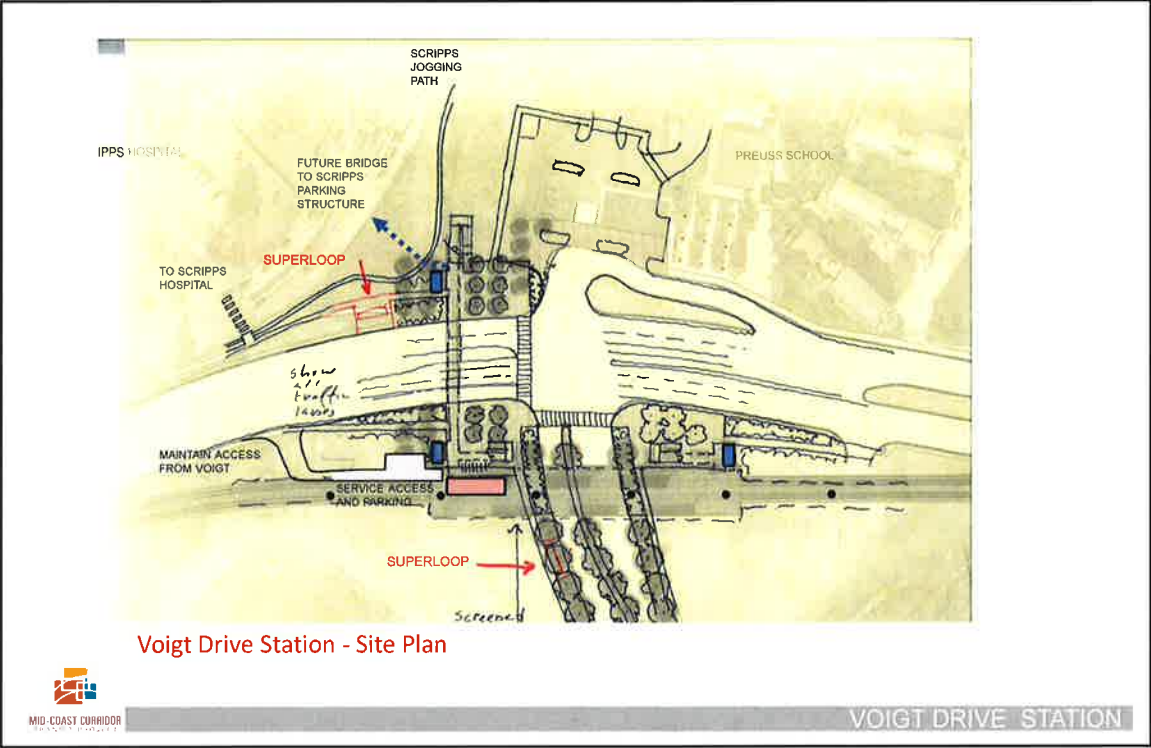 SCRIPPS
JOGGING
PATH
IPPS HOSPITAL
FUTURE BRIDGE
TO SCRIPPS
PARKING
STRUCTURE
PREUSS SCHOOL
SUPERLOOP
TO SCRIPPS
HOSPITAL
show
all
traffic
lanes
MAINTAIN ACCESS
FROM VOIGT
SERVICE ACCESS
AND PARKING
SUPERLOOP
Screened
Voigt Drive Station - Site Plan
MID-COAST CORRIDOR
VOIGT DRIVE STATION